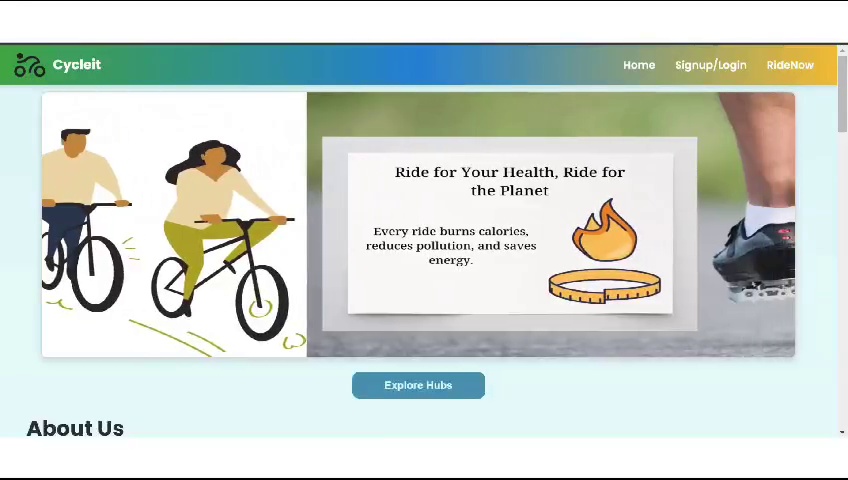 Cycleit
Home Signup/Login RideNow
Ride for Your Health, Ride for
the Planet
Every ride burns calories,
reduces pollution, and saves
energy.
Explore Hubs
About Us